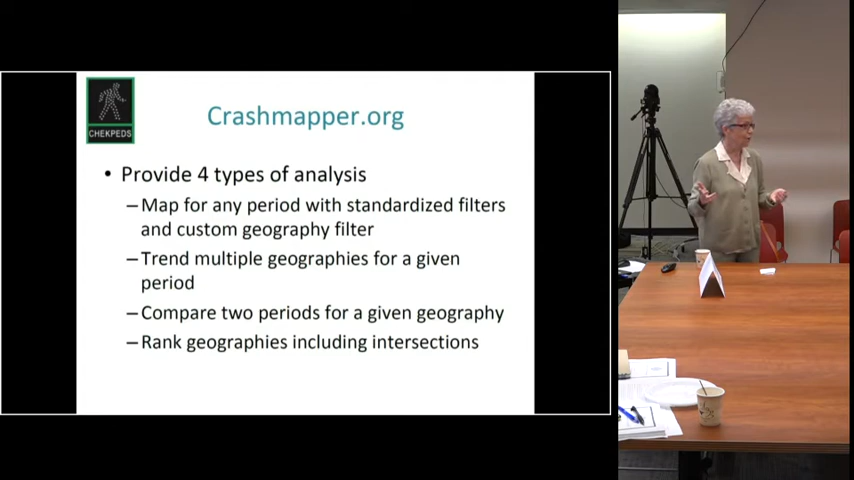 CHEKPEDS
Crashmapper.org
• Provide 4 types of analysis
–Map for any period with standardized filters
and custom geography filter
–Trend multiple geographies for a given
period
–Compare two periods for a given geography
–Rank geographies including intersections